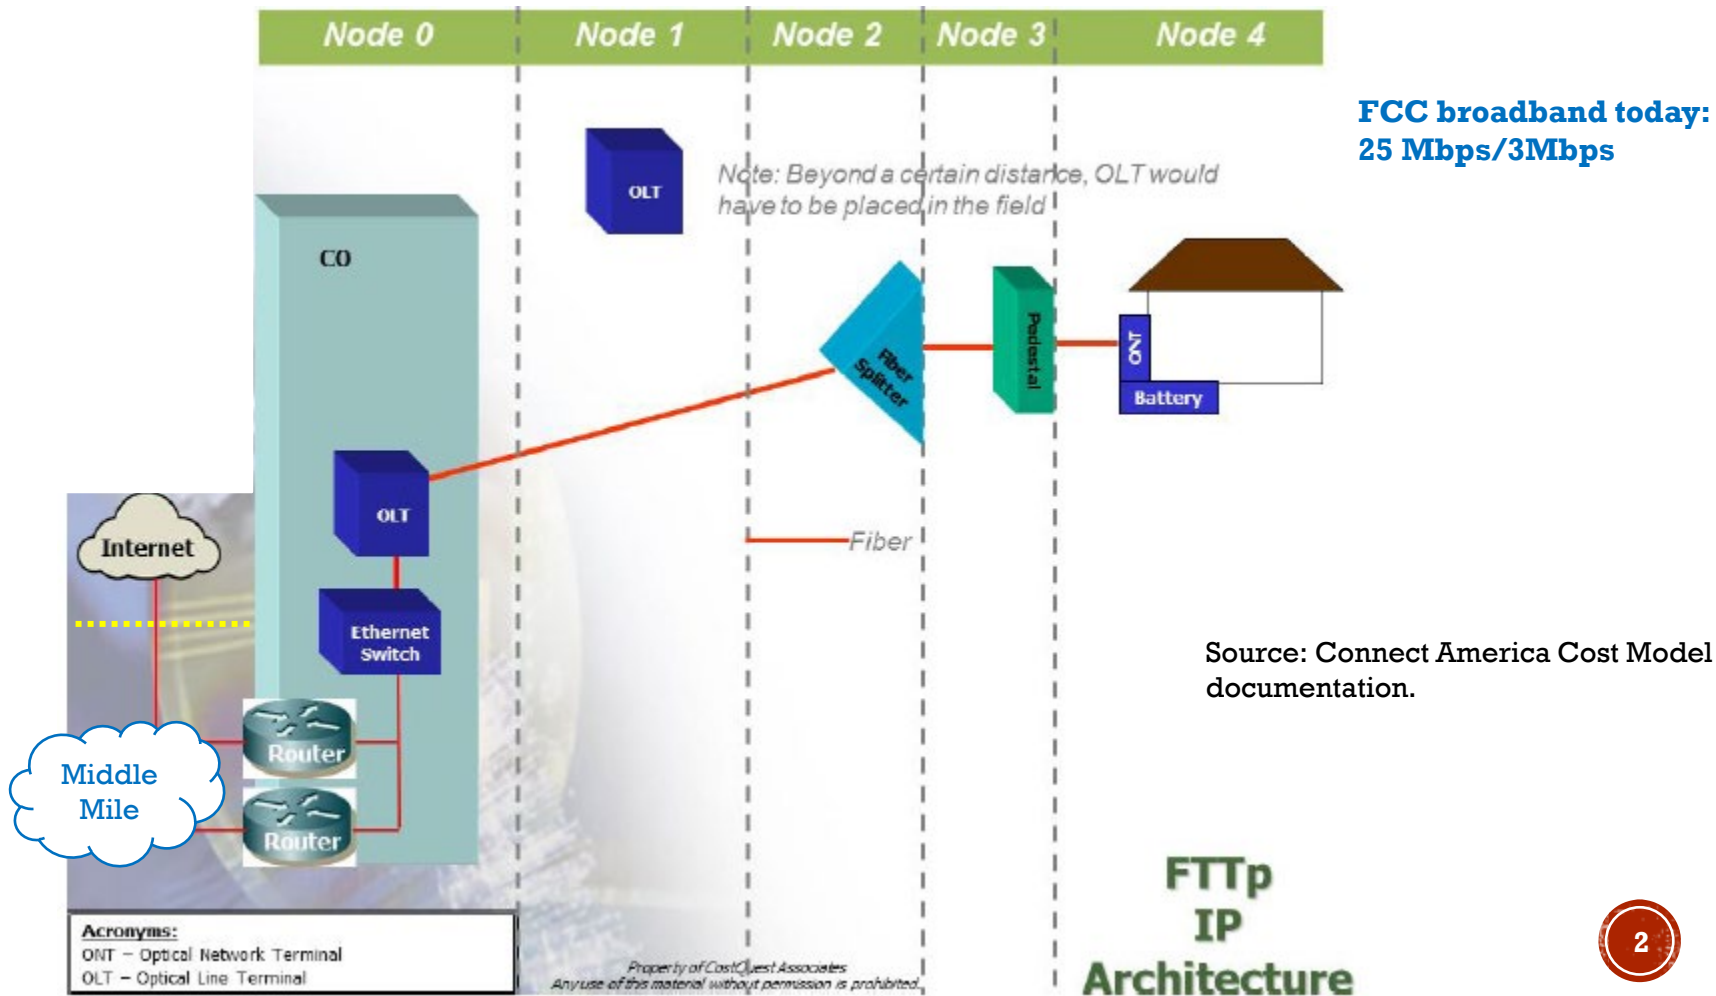 Node 0
Node 1
Node 2
Node 3
Node 4
FCC broadband today:
25 Mbps/3Mbps
OLT
Note: Beyond a certain distance, OLT would
have to be placed in the field
CO
Fiber
Splitter
Pedestal
ONT
Battery
OLT
Internet
Fiber
Ethernet
Switch
Source: Connect America Cost Model
documentation.
Router
Middle
Mile
Router
FTTp
IP
Architecture
Acronyms:
ONT – Optical Network Terminal
OLT – Optical Line Terminal
Property of CostQuest Associates
Any use of this material without permission is prohibited.
2